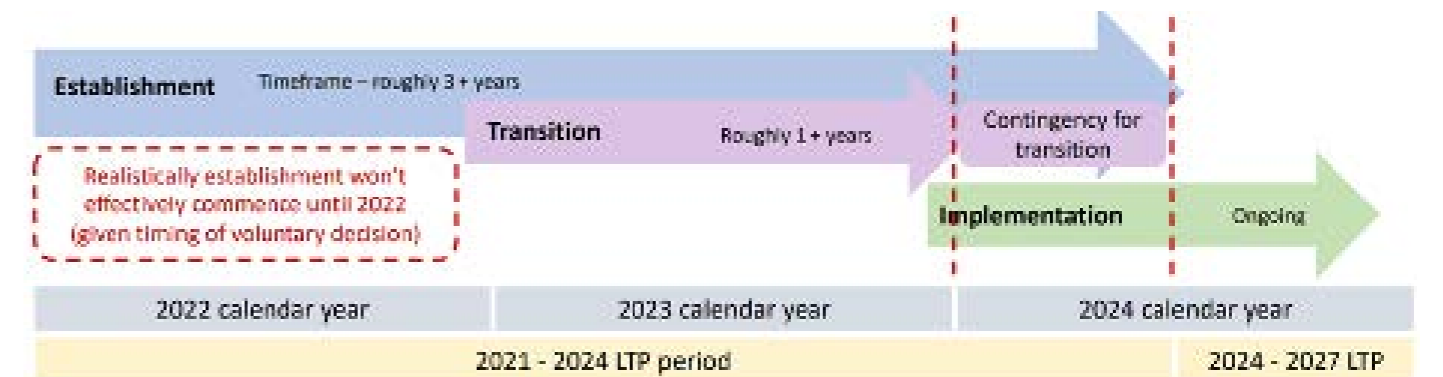 Establishment
Timeframe – roughly 3 + years
Transition
Roughly 1 + years
Contingency for
transition
Realistically establishment won't
effectively commence until 2022
(given timing of voluntary decision)
Implementation
Ongoing
2022 calendar year
2023 calendar year
2024 calendar year
2021 - 2024 LTP period
2024 - 2027 LTP